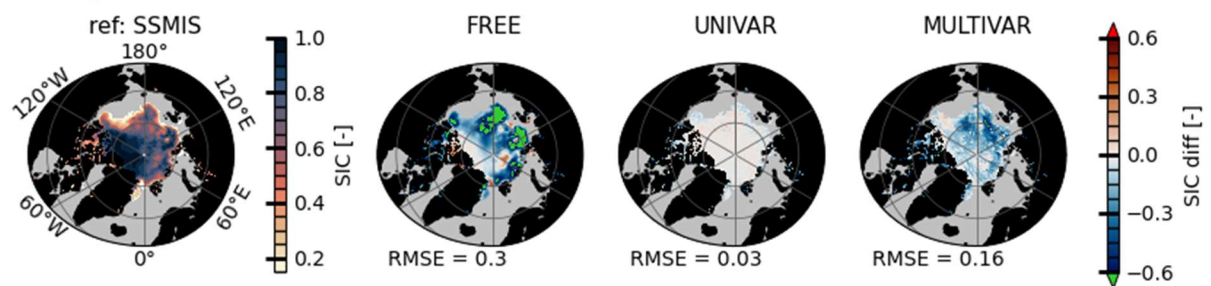 ref: SSMIS
180°
120°W
120°E
60°W
60°E
0°
1.0
0.8
0.6
0.4
0.2
SIC [-]
FREE
RMSE = 0.3
UNIVAR
RMSE = 0.03
MULTIVAR
RMSE = 0.16
0.6
0.3
0.0
−0.3
−0.6
SIC diff [-]